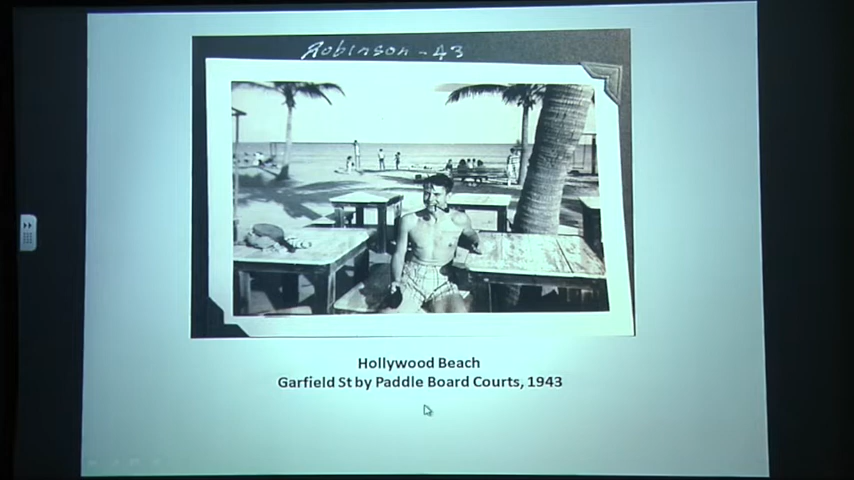 Robinson - 43
Hollywood Beach
Garfield St by Paddle Board Courts, 1943